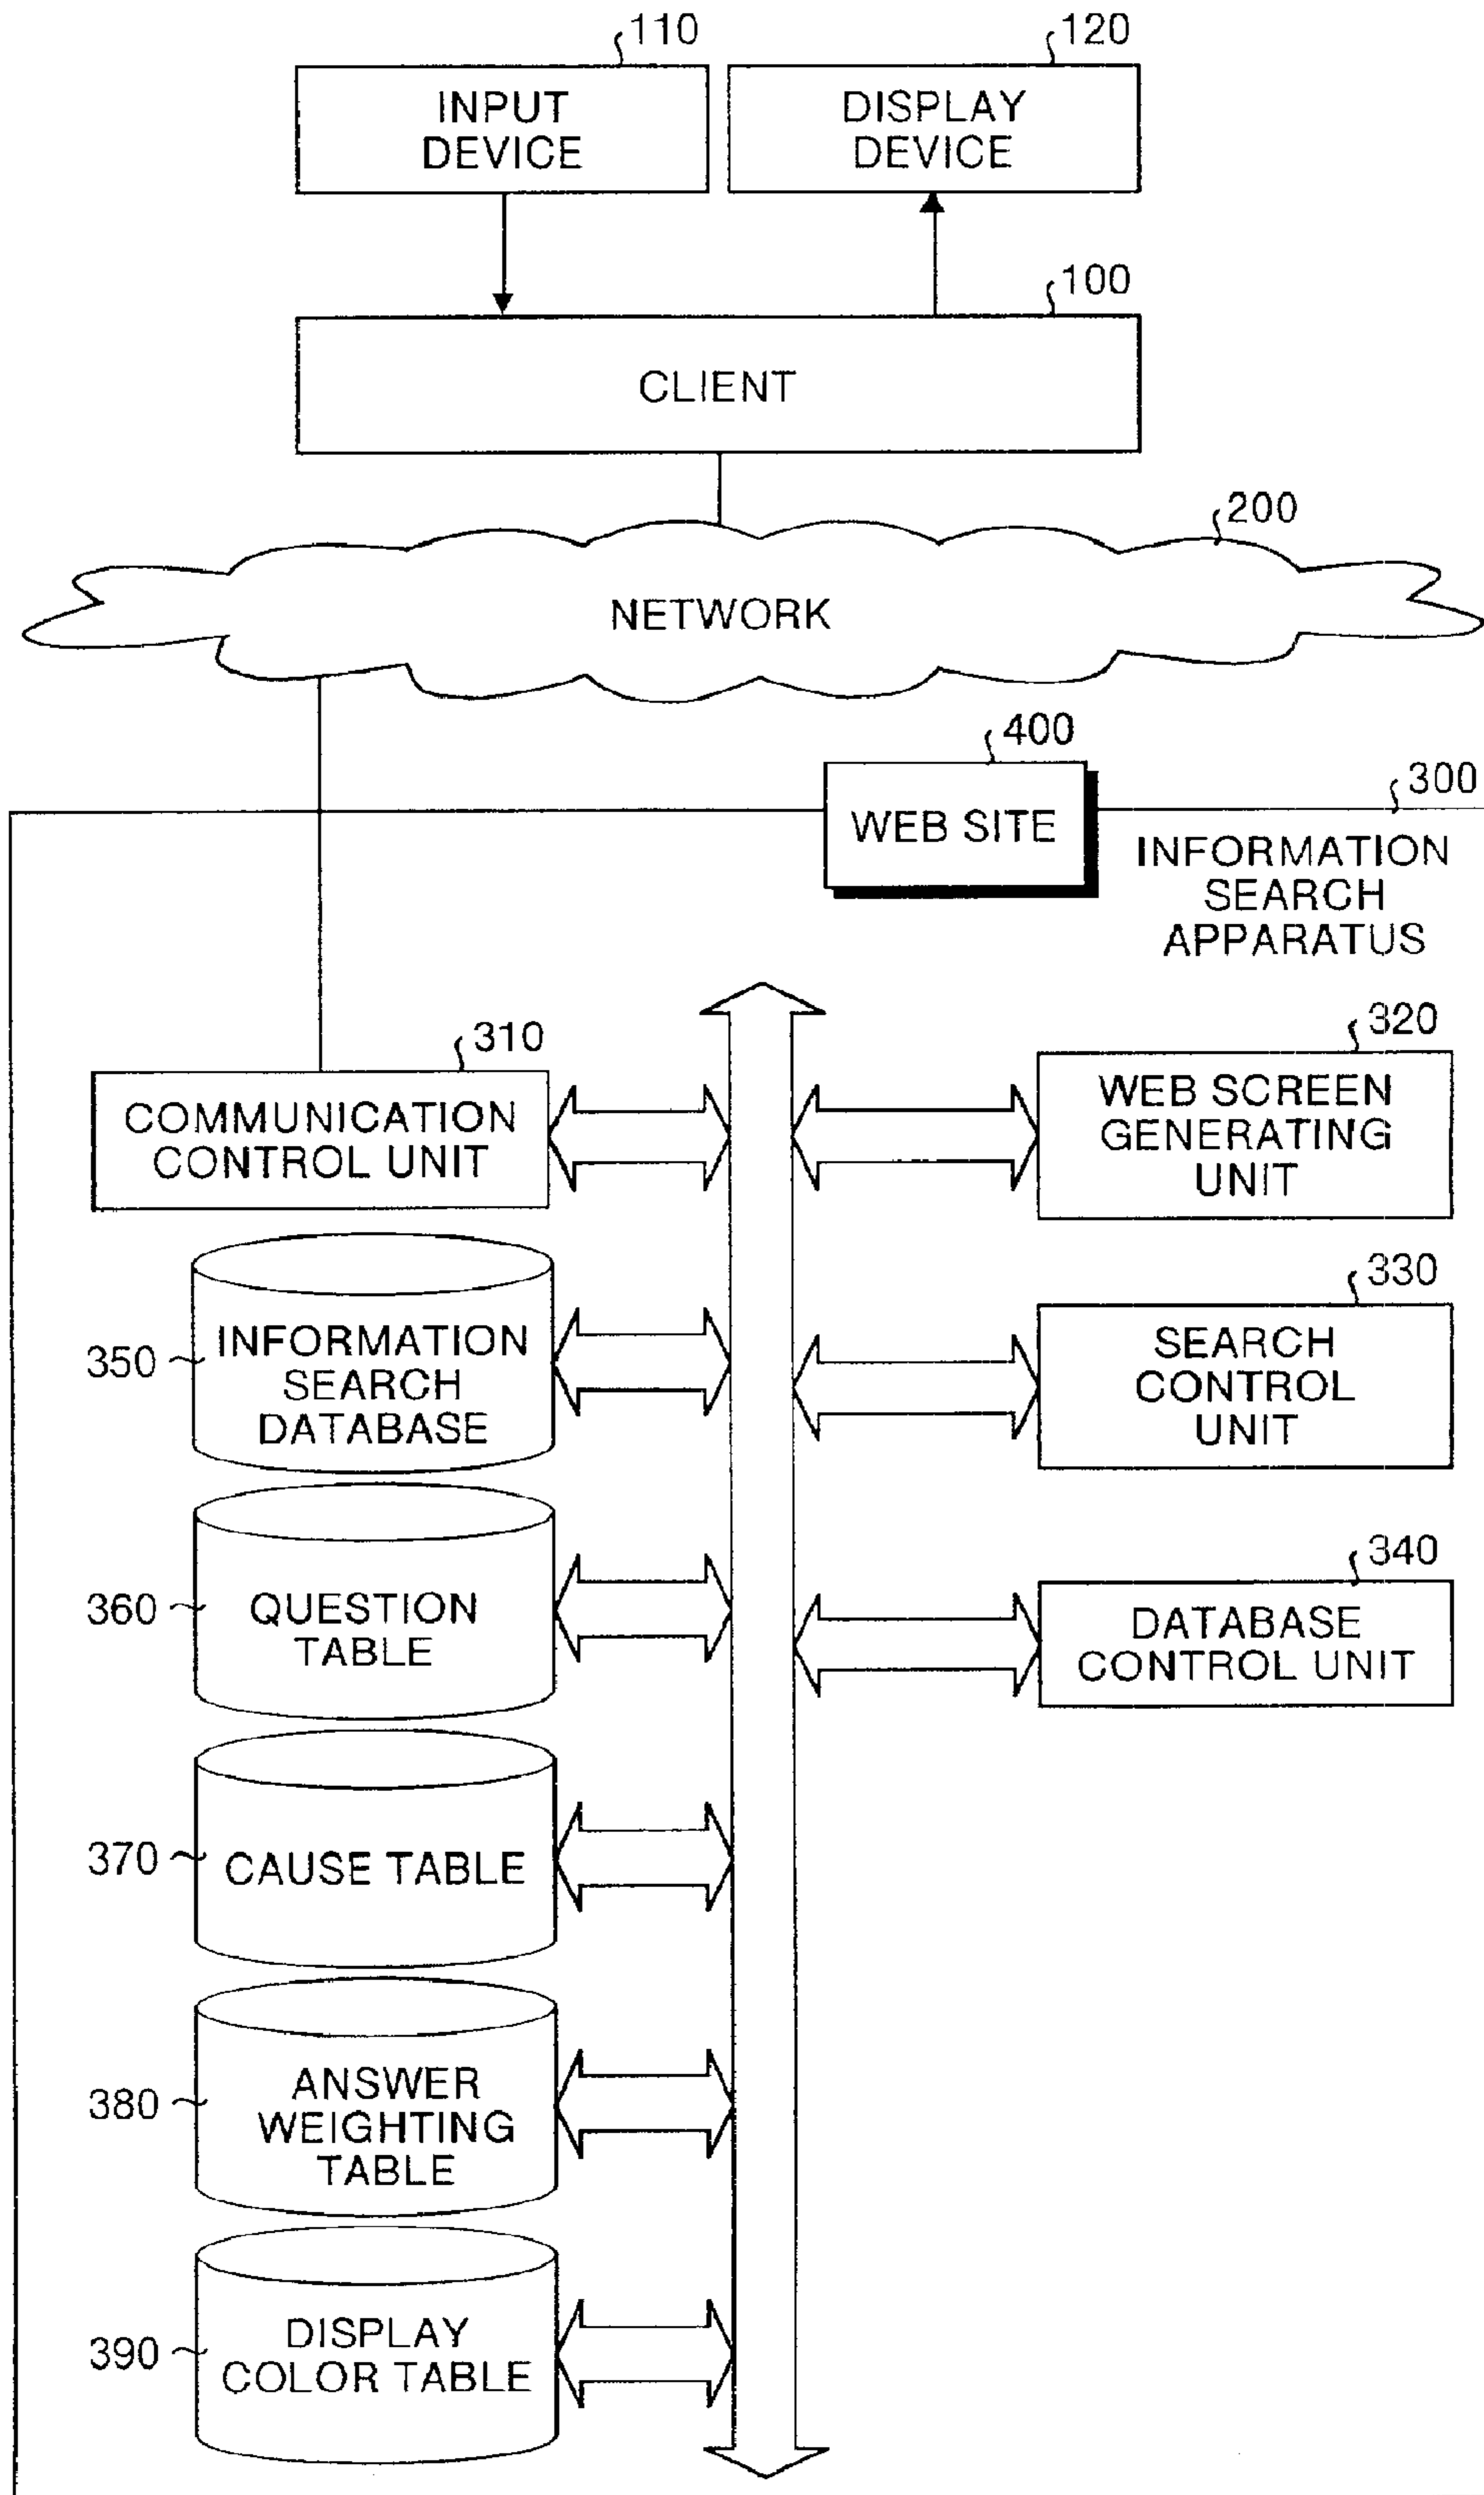 110
120
INPUT
DEVICE
DISPLAY
DEVICE
100
CLIENT
200
NETWORK
400
WEB SITE
300
INFORMATION
SEARCH
APPARATUS
310
COMMUNICATION
CONTROL UNIT
320
WEB SCREEN
GENERATING
UNIT
350
INFORMATION
SEARCH
DATABASE
330
SEARCH
CONTROL
UNIT
360
QUESTION
TABLE
340
DATABASE
CONTROL UNIT
370
CAUSE TABLE
380
ANSWER
WEIGHTING
TABLE
390
DISPLAY
COLOR TABLE